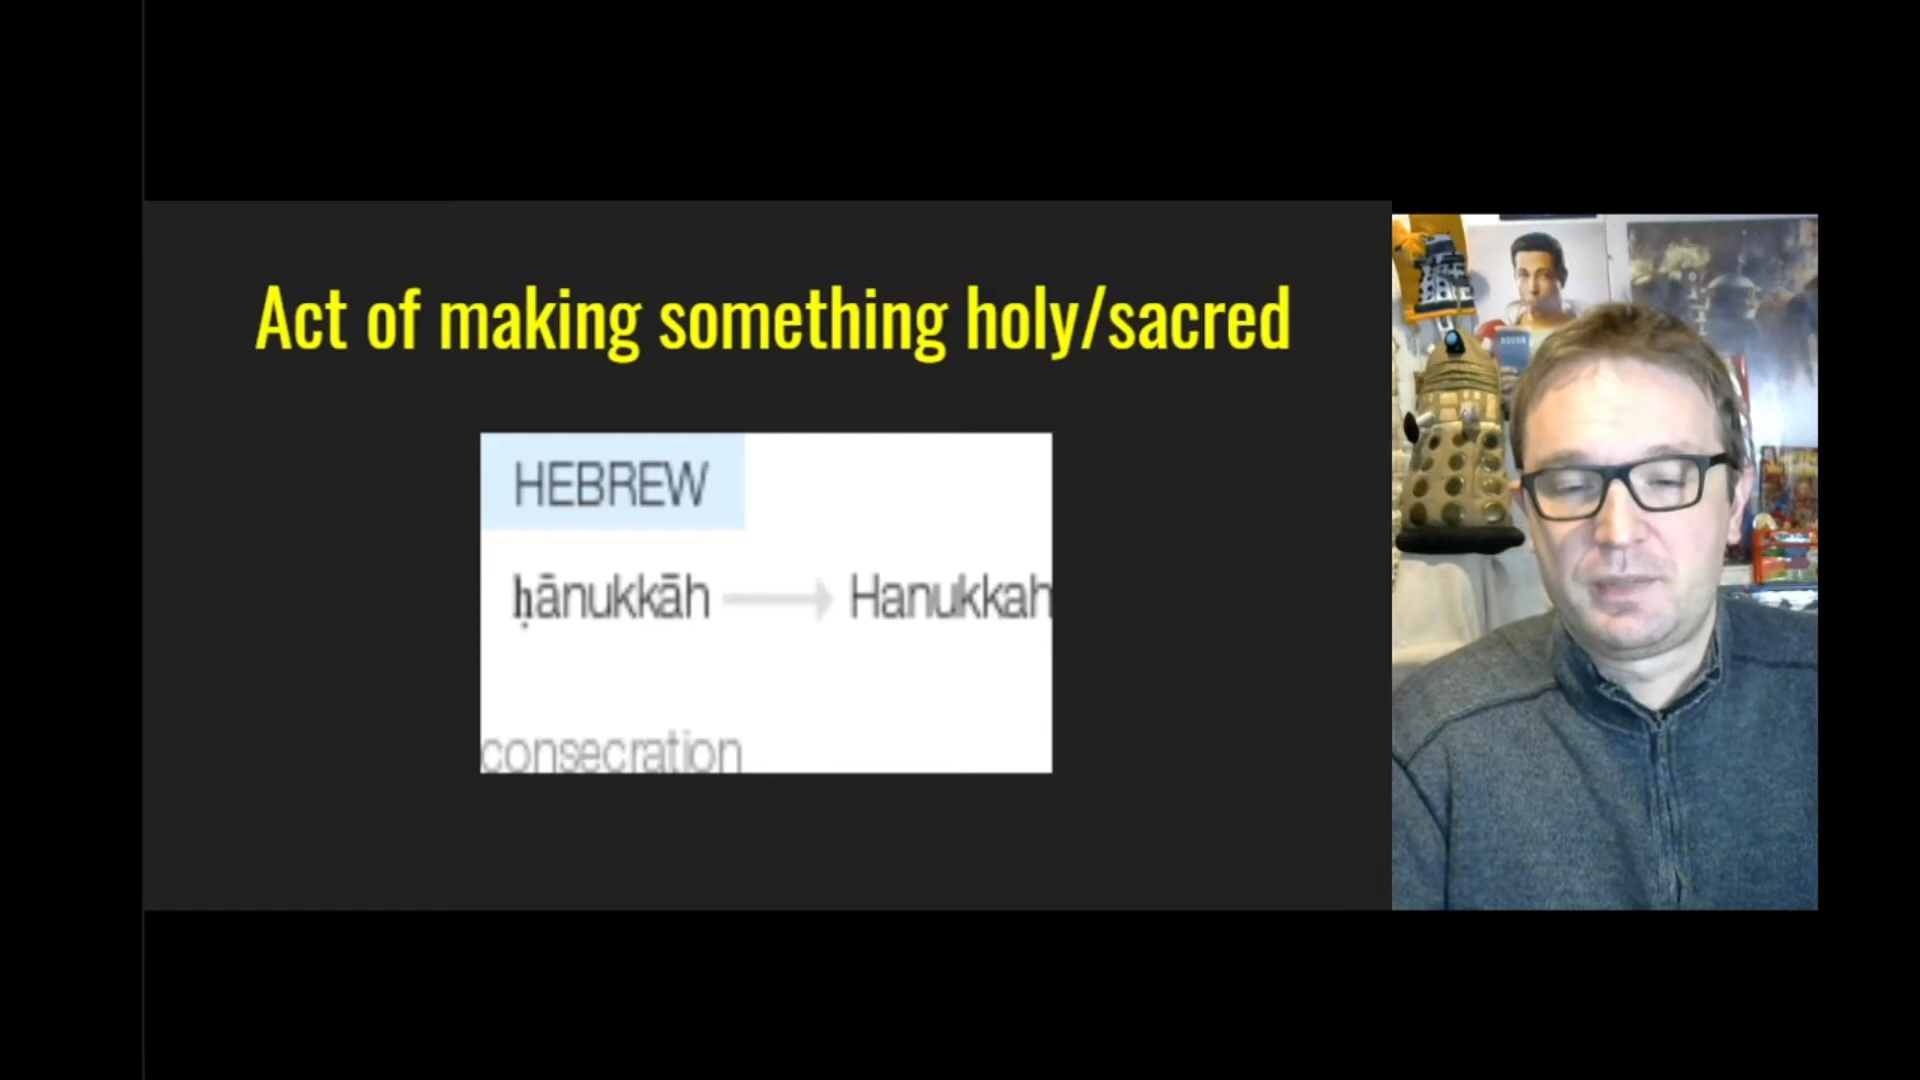 Act of making something holy/sacred
HEBREW
ḥānukkāh → Hanukkah
consecration